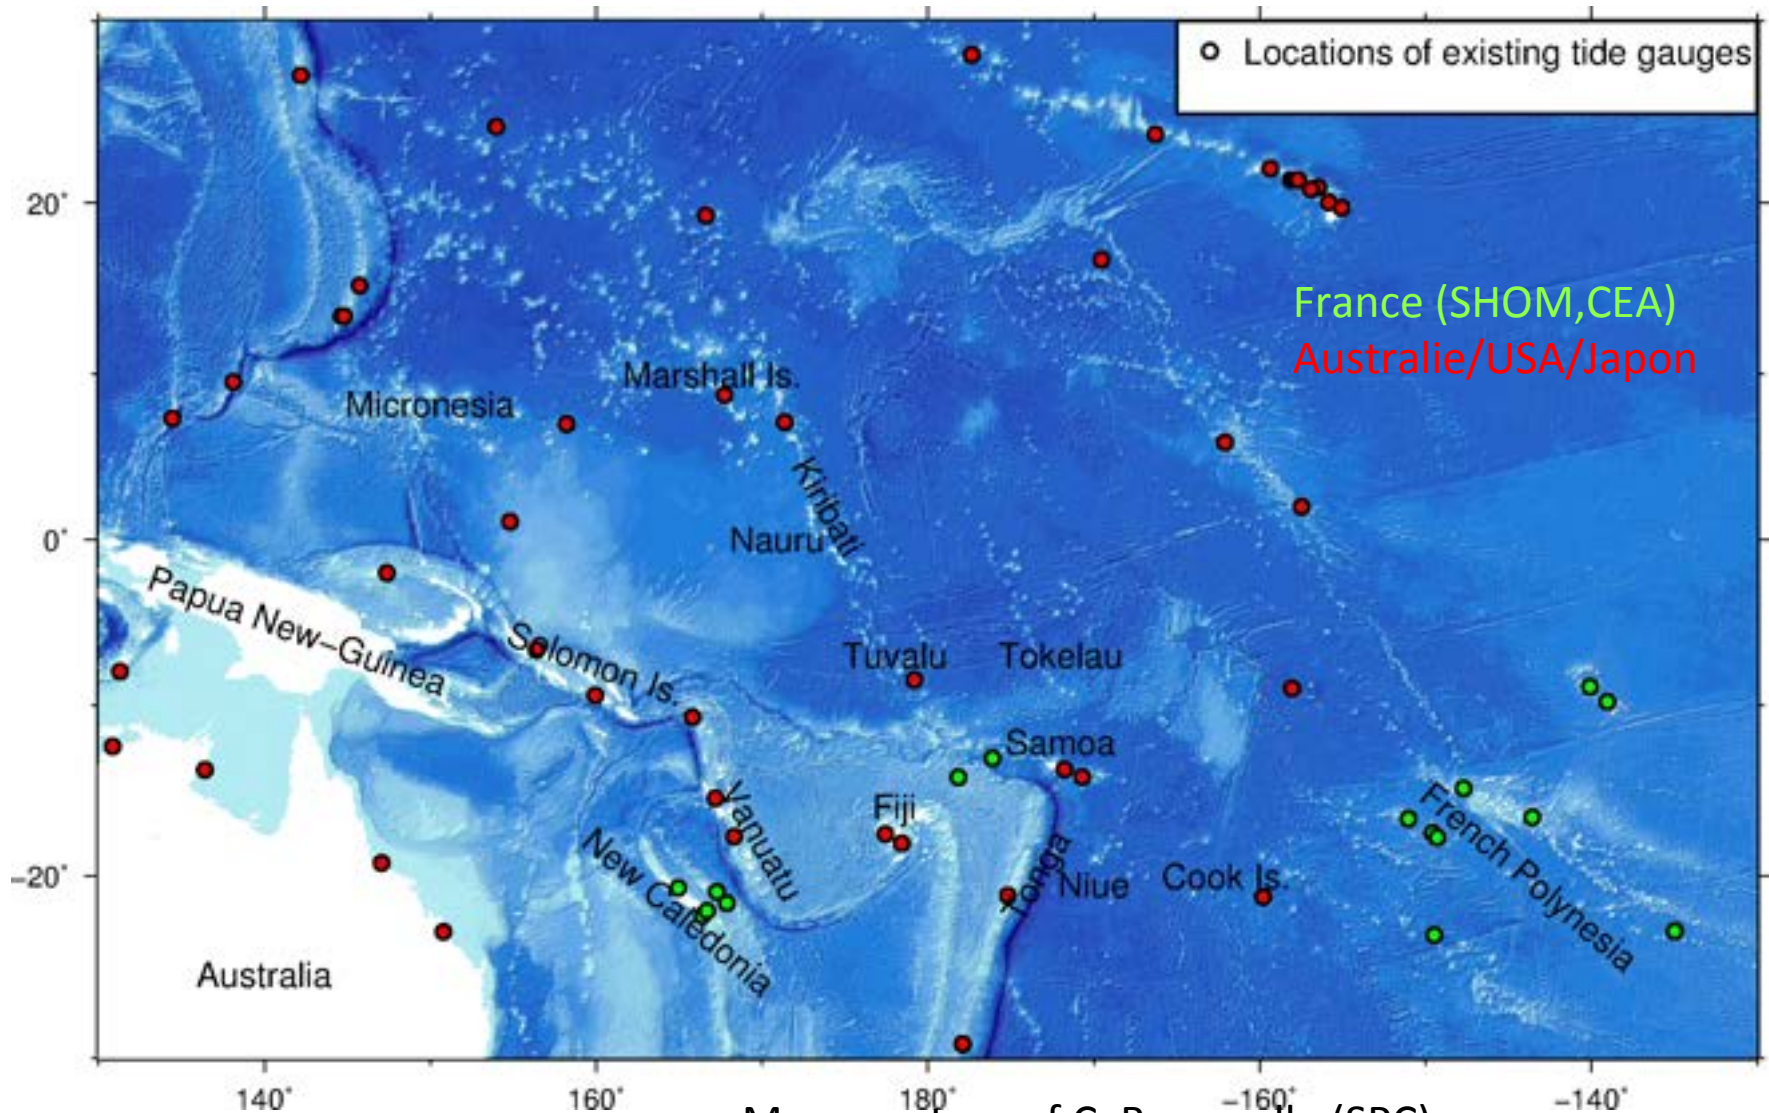 Locations of existing tide gauges
20°
France (SHOM,CEA)
Australie/USA/Japon
Marshall Is.
Micronesia
Kiribati
Nauru
0°
Papua New-Guinea
Solomon Is.
Tuvalu
Tokelau
Samoa
Vanuatu
Fiji
New Caledonia
French Polynesia
Tonga
Niue
Cook Is.
-20°
Australia
140°
160°
180°
-160°
-140°
(SPC)